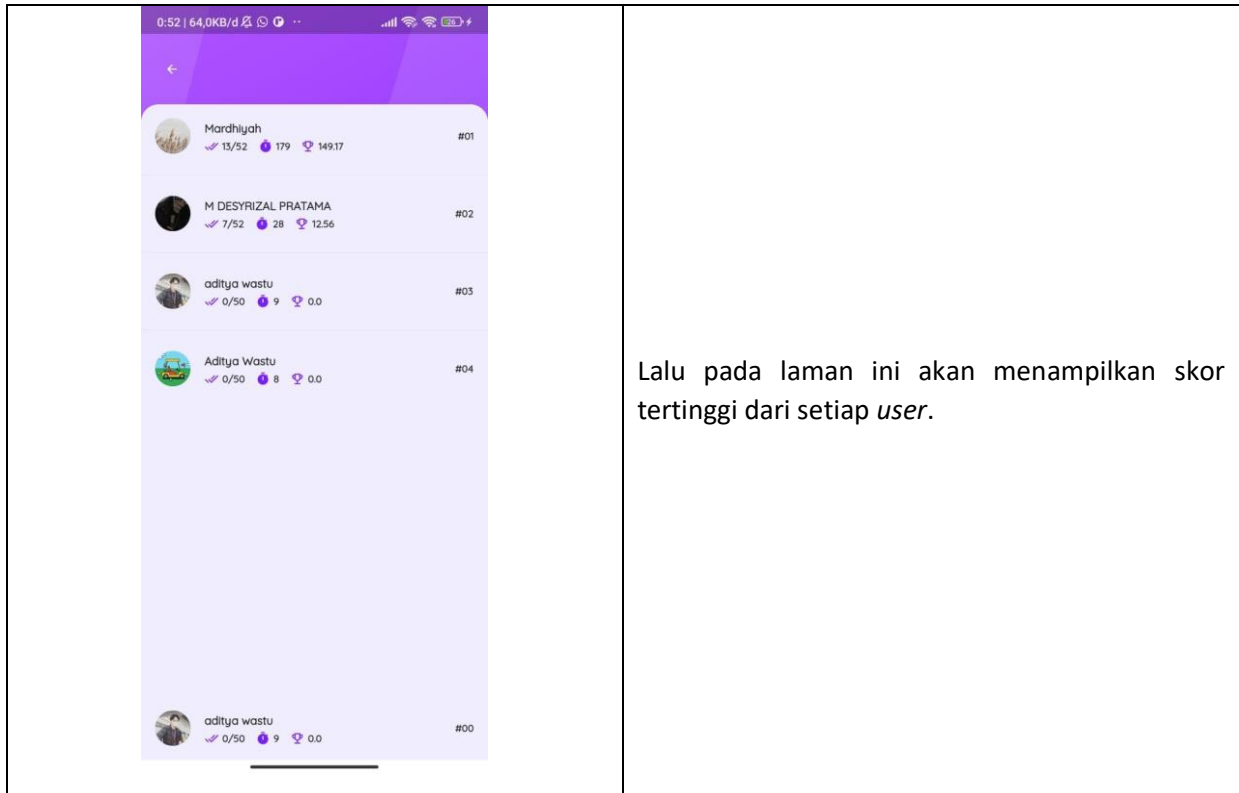 0:52 | 64,0KB/d
26
Mardhiyah
13/52 179 149.17
#01
M DESYRIZAL PRATAMA
7/52 28 12.56
#02
aditya wastu
0/50 9 0.0
#03
Aditya Wastu
0/50 8 0.0
#04
aditya wastu
0/50 9 0.0
#00
Lalu pada laman ini akan menampilkan skor
tertinggi dari setiap user.